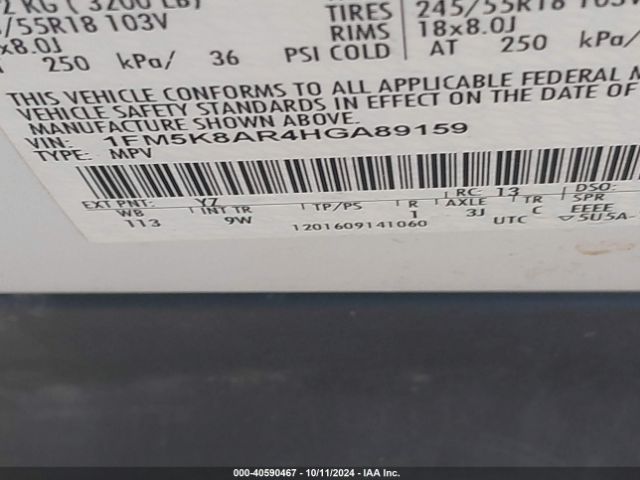 KG ( 3200 LB)
/55R18 103V
x8.0J
250 kPa/ 36 PSI COLD
TIRES 245/55R18 103V
RIMS 18x8.0J
AT 250 kPa/
THIS VEHICLE CONFORMS TO ALL APPLICABLE FEDERAL M
VEHICLE SAFETY STANDARDS IN EFFECT ON THE DATE OF
MANUFACTURE SHOWN ABOVE.
VIN: 1FM5K8AR4HGA89159
TYPE: MPV
EXT PNT: YZ RC: 13 DSO:
WB INT TR TP/PS R AXLE TR SPR
113 9W 1 3J C EEEE
1201609141060 UTC ▽5U5A-
000-40590467 - 10/11/2024 - IAA Inc.